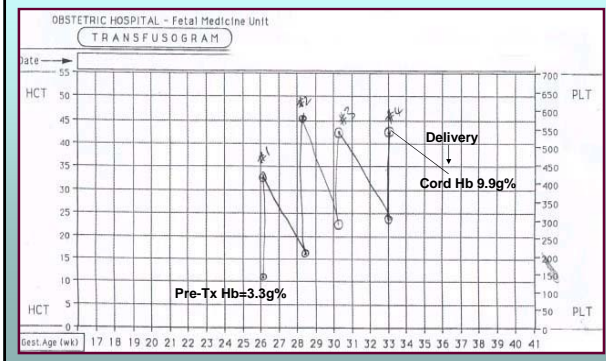 OBSTETRIC HOSPITAL - Fetal Medicine Unit
TRANSFUSOGRAM
Date
55 700
HCT 50 650 PLT
#2 600
45 #3 #4 550
40 Delivery 500
#1 450
35 400
Cord Hb 9.9g%
30 350
25 300
20 250
15 200
10 150
Pre-Tx Hb=3.3g% 100
HCT 5 50 PLT
0 0
Gest.Age (wk) 17 18 19 20 21 22 23 24 25 26 27 28 29 30 31 32 33 34 35 36 37 38 39 40 41